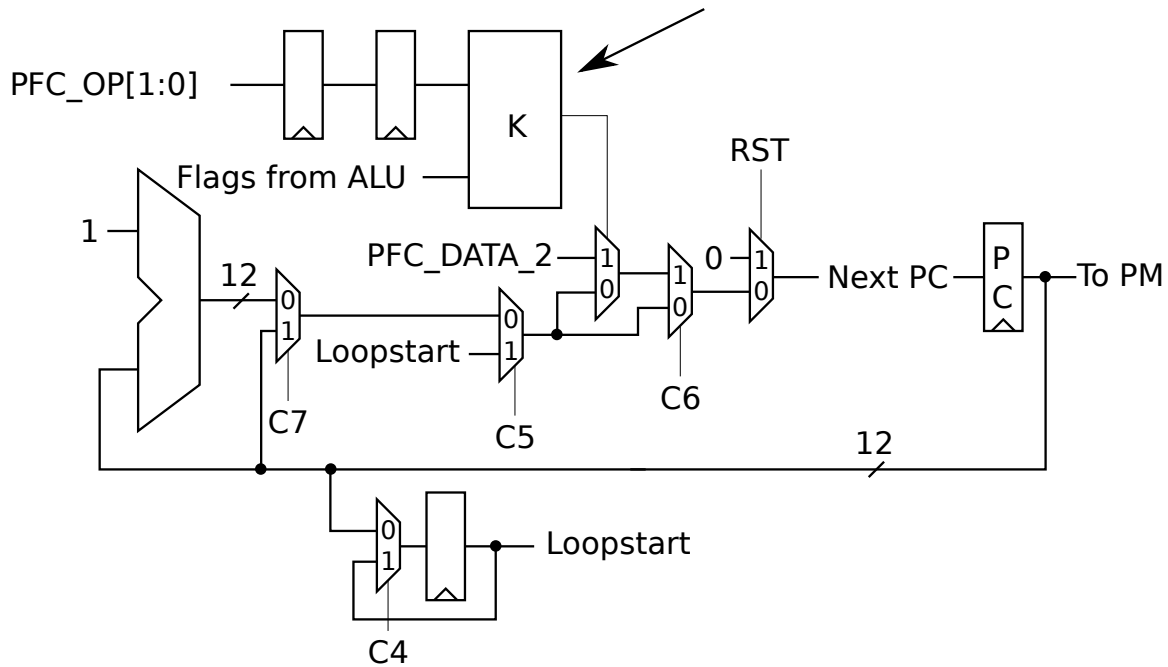 PFC_OP[1:0]
K
Flags from ALU
RST
1
PFC_DATA_2
1
0
1
0
0
1
0
Next PC
P
C
To PM
12
0
1
Loopstart
0
1
C7
C5
C6
12
0
1
Loopstart
C4